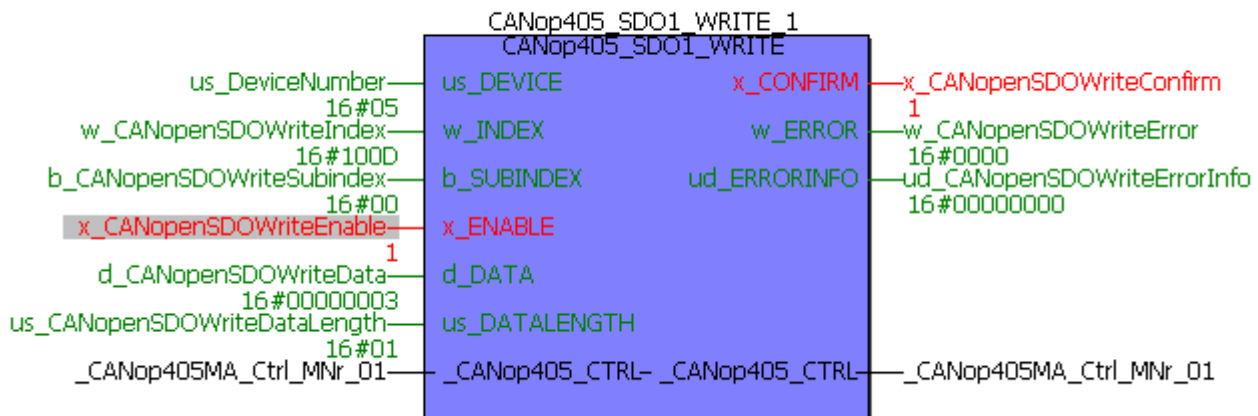 CANop405_SDO1_WRITE_1
CANop405_SDO1_WRITE
us_DeviceNumber us_DEVICE x_CONFIRM x_CANopenSDOWriteConfirm
16#05 1
w_CANopenSDOWriteIndex w_INDEX w_ERROR w_CANopenSDOWriteError
16#100D 16#0000
b_CANopenSDOWriteSubindex b_SUBINDEX ud_ERRORINFO ud_CANopenSDOWriteErrorInfo
16#00 16#00000000
x_CANopenSDOWriteEnable x_ENABLE
1
d_CANopenSDOWriteData d_DATA
16#00000003
us_CANopenSDOWriteDataLength us_DATALENGTH
16#01
_CANop405MA_Ctrl_MNr_01 _CANop405_CTRL _CANop405_CTRL _CANop405MA_Ctrl_MNr_01